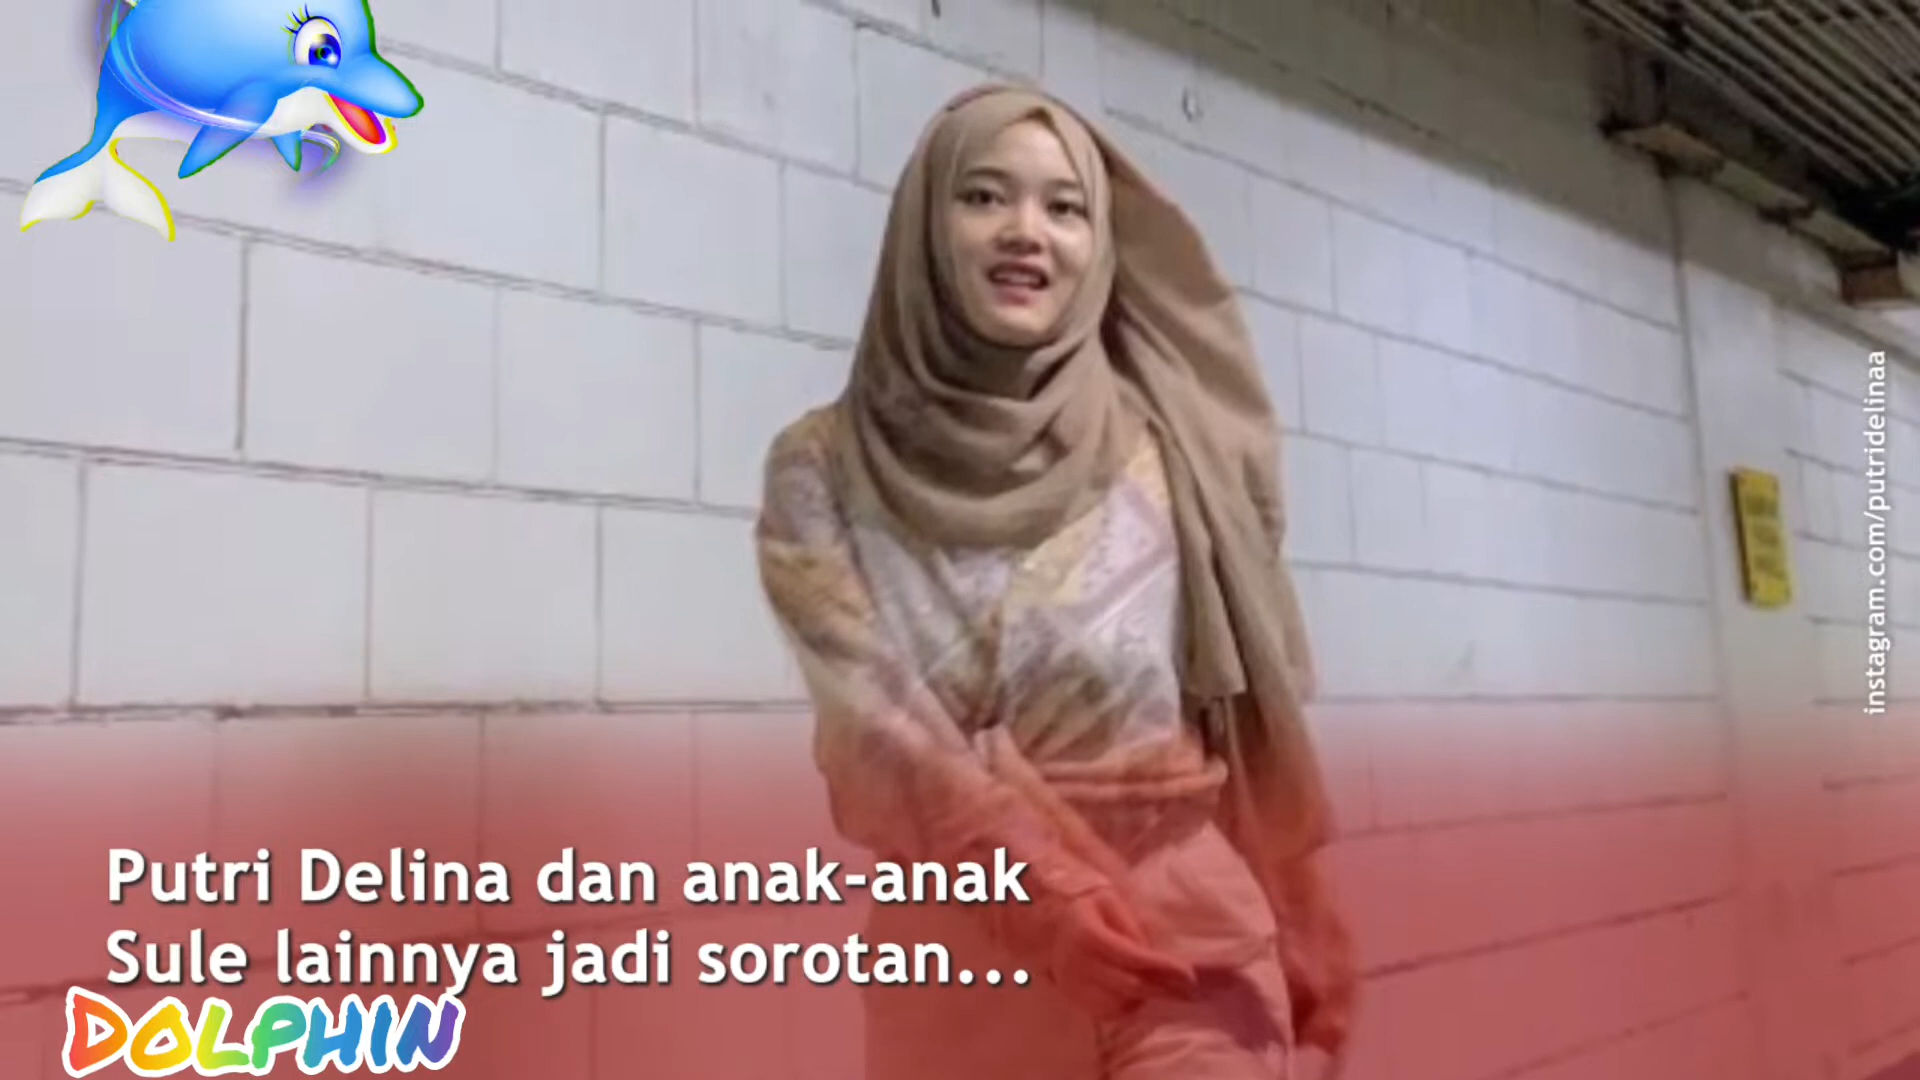 instagram.com/putridelinaa
Putri Delina dan anak-anak
Sule lainnya jadi sorotan...
DOLPHIN